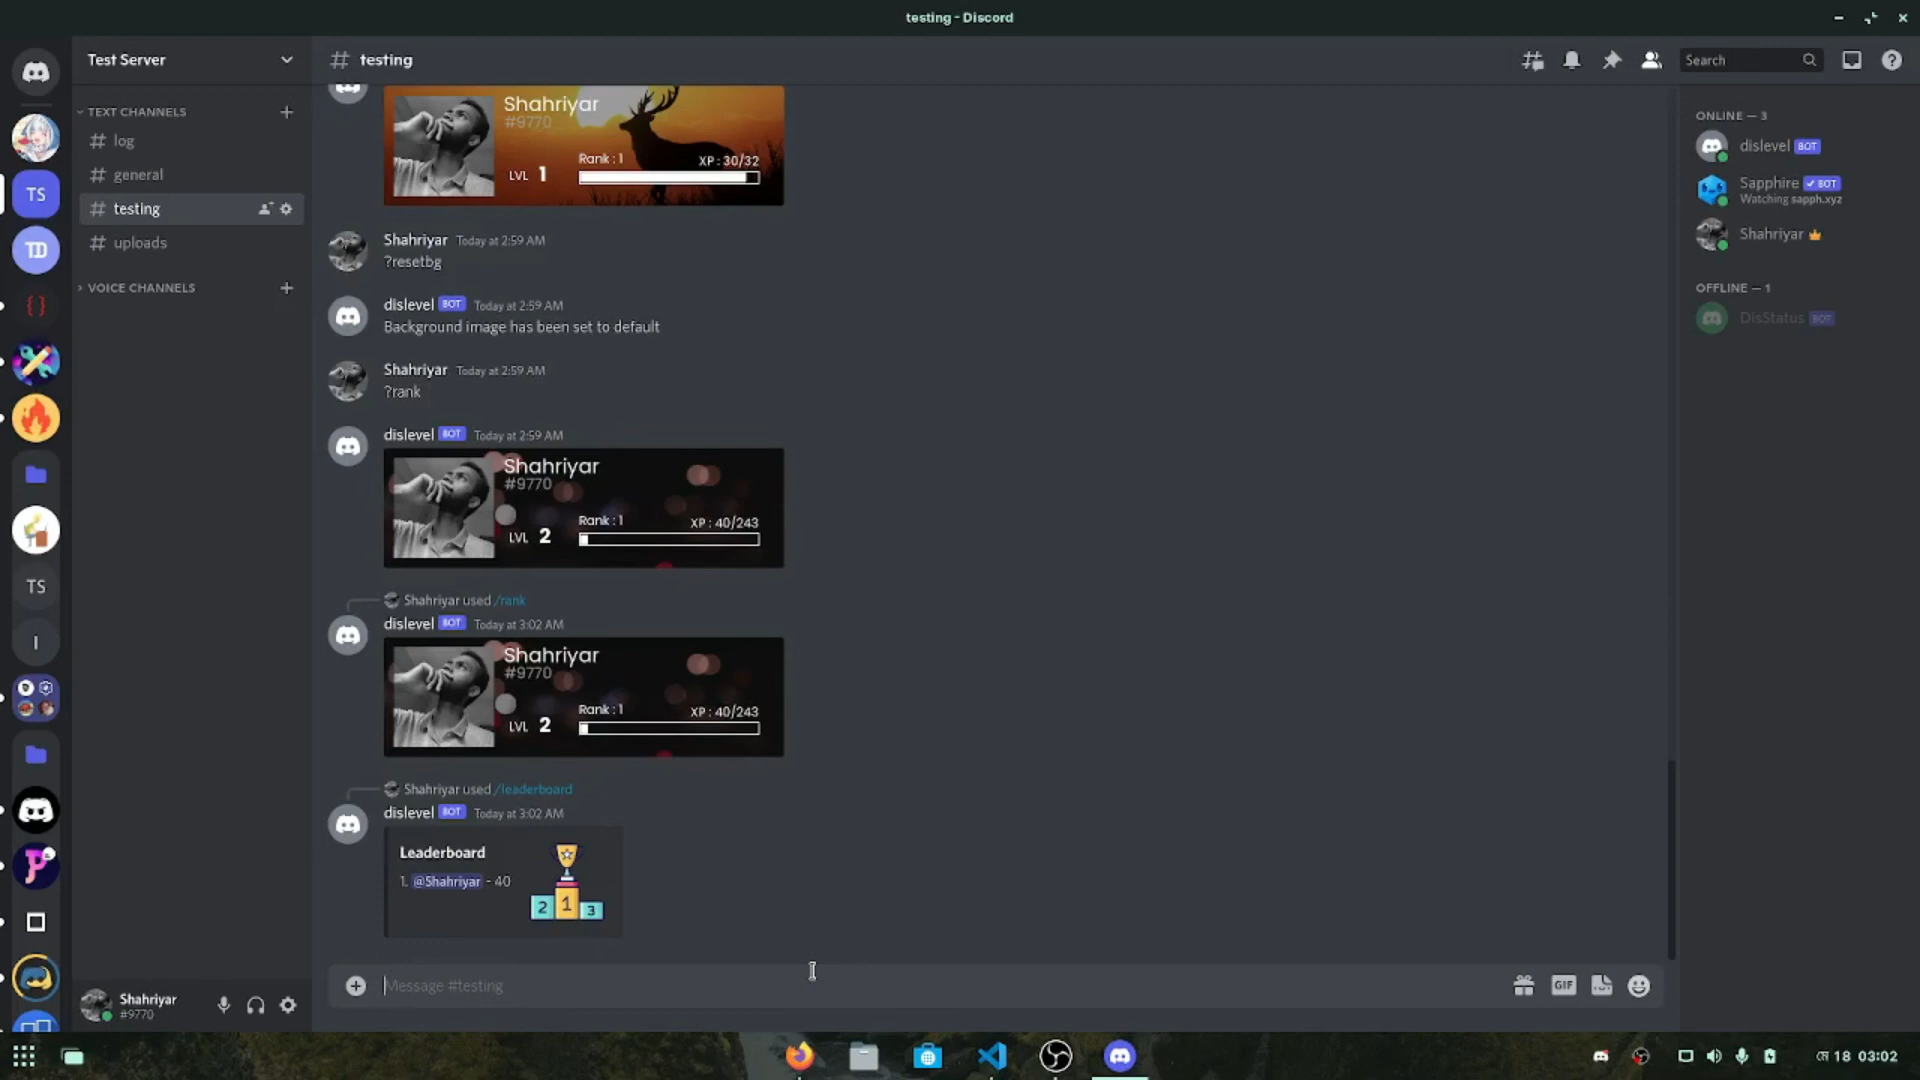 testing - Discord
Test Server
TEXT CHANNELS
log
general
testing
uploads
VOICE CHANNELS
TS
TD
{ }
TS
I
Shahriyar
#9770
# testing
Search
Shahriyar
#9770
LVL 1
Rank : 1
XP : 30/32
Shahriyar Today at 2:59 AM
?resetbg
dislevel BOT Today at 2:59 AM
Background image has been set to default
Shahriyar Today at 2:59 AM
?rank
dislevel BOT Today at 2:59 AM
Shahriyar
#9770
LVL 2
Rank : 1
XP : 40/243
Shahriyar used /rank
dislevel BOT Today at 3:02 AM
Shahriyar
#9770
LVL 2
Rank : 1
XP : 40/243
Shahriyar used /leaderboard
dislevel BOT Today at 3:02 AM
Leaderboard
1. @Shahriyar - 40
2 1 3
Message #testing
GIF
ONLINE — 3
dislevel BOT
Sapphire ✓ BOT
Watching sapph.xyz
Shahriyar
OFFLINE — 1
DisStatus BOT
মে 18 03:02